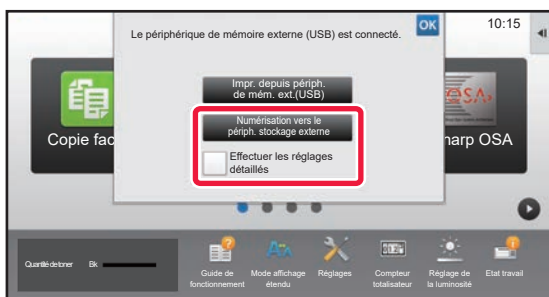 Le périphérique de mémoire externe (USB) est connecté.
OK
10:15
Impr. depuis périph.
de mém. ext.(USB)
Numérisation vers le
périph. stockage externe
Effectuer les réglages
détaillés
Copie fac
OSA
harp OSA
Quantité de toner
Bk
Guide de
fonctionnement
Mode affichage
étendu
Réglages
Compteur
totalisateur
Réglage de
la luminosité
Etat travail